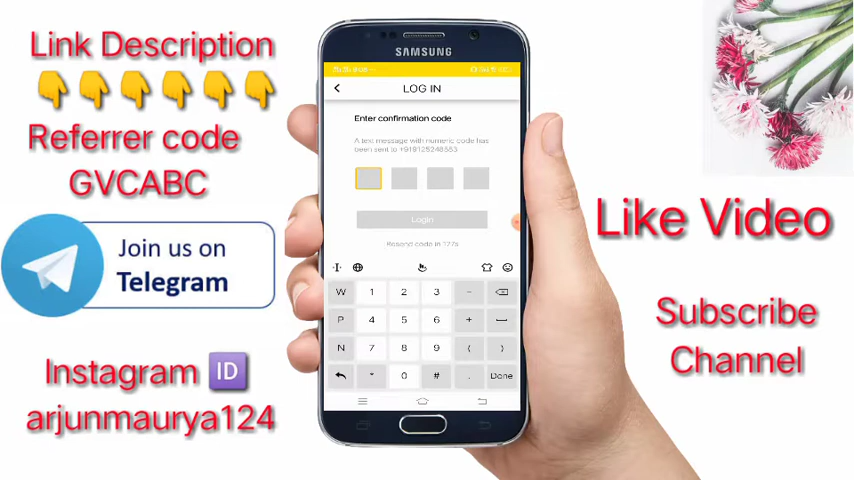 Link Description
👇👇👇👇👇👇
Referrer code
GVCABC
Join us on
Telegram
Instagram 🆔
arjunmaurya124
SAMSUNG
LOG IN
Enter confirmation code
A text message with numeric code has
been sent to
Login
Resend code in 127s
W 1 2 3 -
P 4 5 6 +
N 7 8 9 ( )
* 0 # . Done
Like Video
Subscribe
Channel